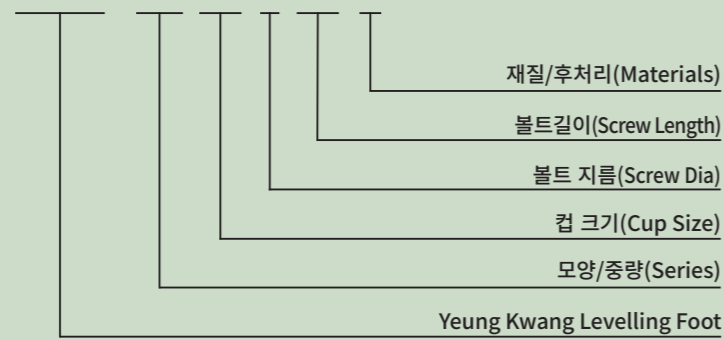 재질/후처리(Materials)
볼트길이(Screw Length)
볼트 지름(Screw Dia)
컵 크기(Cup Size)
모양/중량(Series)
Yeung Kwang Levelling Foot